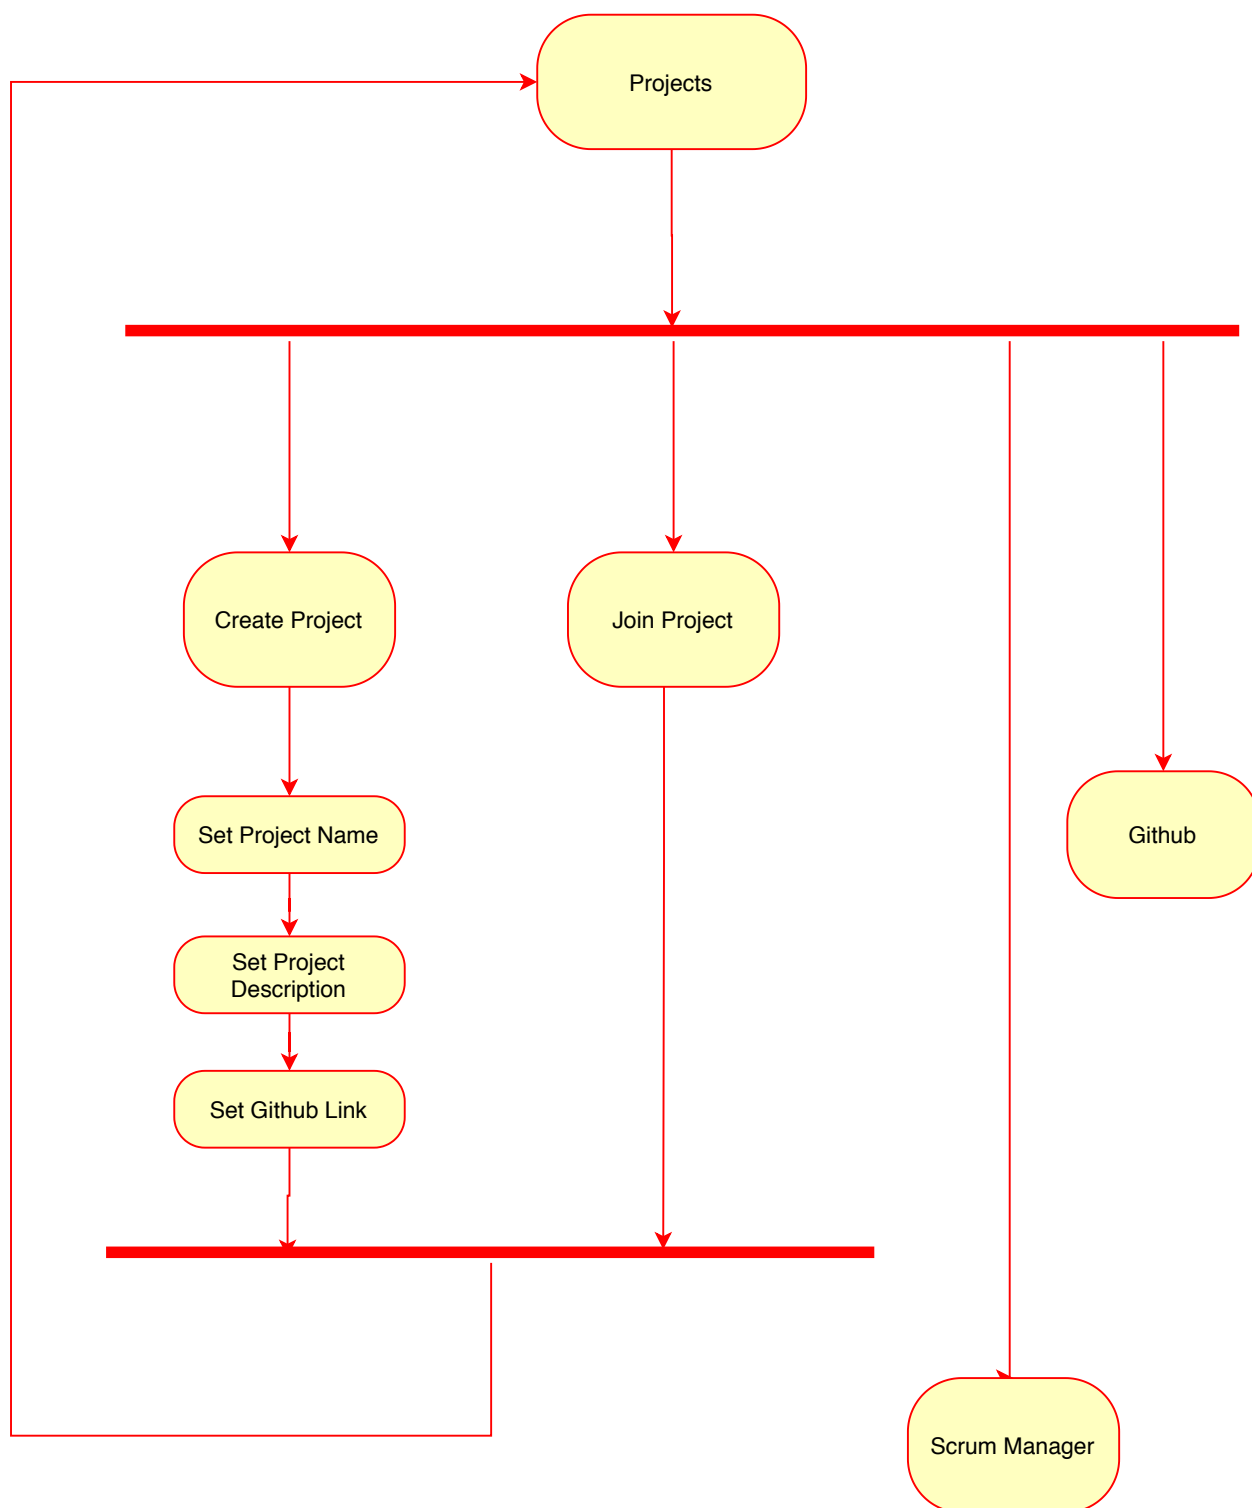 Projects
Create Project
Join Project
Set Project Name
Github
Set Project
Description
Set Github Link
Scrum Manager